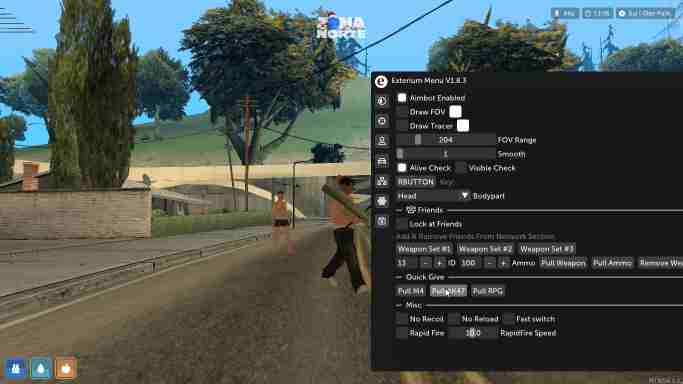 ZONA
NORTE
Exterium Menu V1.8.3
Aimbot Enabled
Draw FOV
Draw Tracer
204 FOV Range
1 Smooth
Alive Check Visible Check
RBUTTON Key:
Head Bodypart
Friends
Lock at Friends
Add & Remove Friends From Network Section
Weapon Set #1 Weapon Set #2 Weapon Set #3
- + ID 100 - + Ammo Pull Weapon Pull Ammo Remove Wea
Quick Give
Pull M4 Pull AK47 Pull RPG
Misc
No Recoil No Reload Fast switch
Rapid Fire RapidFire Speed